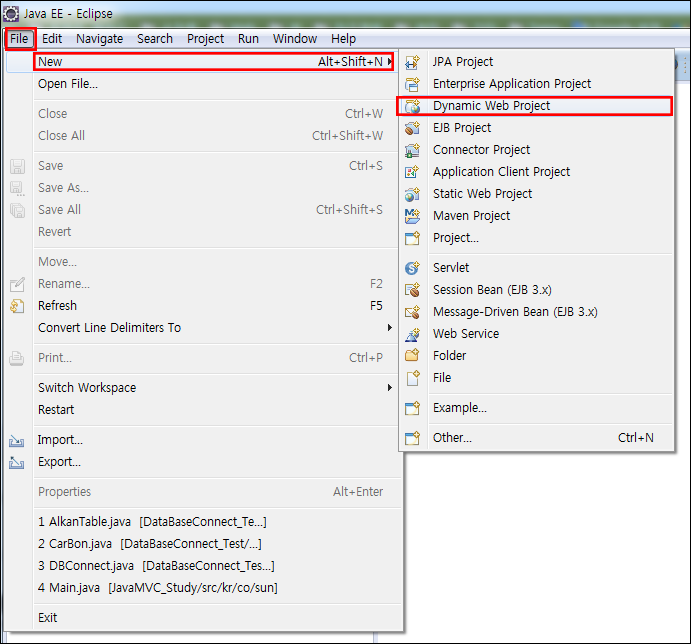 Java EE - Eclipse
File Edit Navigate Search Project Run Window Help
New Alt+Shift+N
Open File...
Close Ctrl+W
Close All Ctrl+Shift+W
Save Ctrl+S
Save As...
Save All Ctrl+Shift+S
Revert
Move...
Rename... F2
Refresh F5
Convert Line Delimiters To
Print... Ctrl+P
Switch Workspace
Restart
Import...
Export...
Properties Alt+Enter
1 AlkanTable.java [DataBaseConnect_Te...]
2 CarBon.java [DataBaseConnect_Test/...]
3 DBConnect.java [DataBaseConnect_Tes...]
4 Main.java [JavaMVC_Study/src/kr/co/sun]
Exit
JPA Project
Enterprise Application Project
Dynamic Web Project
EJB Project
Connector Project
Application Client Project
Static Web Project
Maven Project
Project...
Servlet
Session Bean (EJB 3.x)
Message-Driven Bean (EJB 3.x)
Web Service
Folder
File
Example...
Other... Ctrl+N